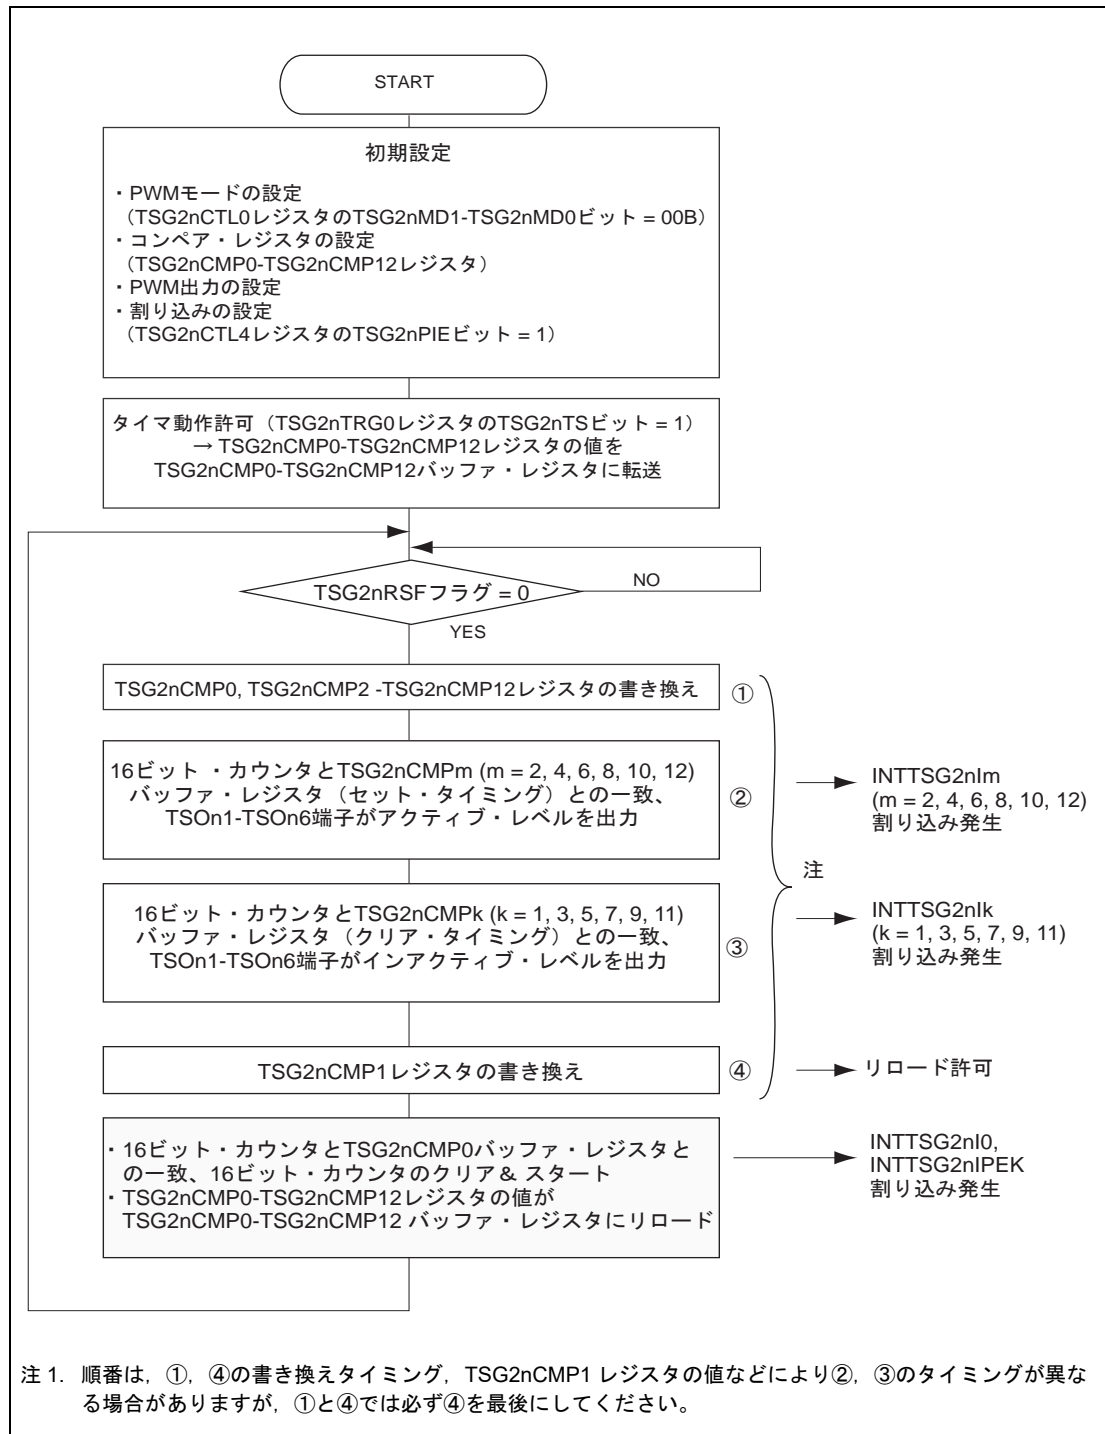 START
初期設定
・PWMモードの設定
（TSG2nCTL0レジスタのTSG2nMD1-TSG2nMD0ビット = 00B）
・コンペア・レジスタの設定
（TSG2nCMP0-TSG2nCMP12レジスタ）
・PWM出力の設定
・割り込みの設定
（TSG2nCTL4レジスタのTSG2nPIEビット = 1）
タイマ動作許可（TSG2nTRG0レジスタのTSG2nTSビット = 1）
→ TSG2nCMP0-TSG2nCMP12レジスタの値を
TSG2nCMP0-TSG2nCMP12バッファ・レジスタに転送
TSG2nRSFフラグ = 0
NO
YES
TSG2nCMP0, TSG2nCMP2 -TSG2nCMP12レジスタの書き換え
①
16ビット ・カウンタとTSG2nCMPm (m = 2, 4, 6, 8, 10, 12)
バッファ・レジスタ（セット・タイミング）との一致、
TSOn1-TSOn6端子がアクティブ・レベルを出力
②
INTTSG2nIm
(m = 2, 4, 6, 8, 10, 12)
割り込み発生
注
16ビット・カウンタとTSG2nCMPk (k = 1, 3, 5, 7, 9, 11)
バッファ・レジスタ（クリア・タイミング）との一致、
TSOn1-TSOn6端子がインアクティブ・レベルを出力
③
INTTSG2nIk
(k = 1, 3, 5, 7, 9, 11)
割り込み発生
TSG2nCMP1レジスタの書き換え
④
リロード許可
・16ビット・カウンタとTSG2nCMP0バッファ・レジスタと
の一致、16ビット・カウンタのクリア& スタート
・TSG2nCMP0-TSG2nCMP12レジスタの値が
TSG2nCMP0-TSG2nCMP12 バッファ・レジスタにリロード
INTTSG2nI0,
INTTSG2nIPEK
割り込み発生
注 1. 順番は，①，④の書き換えタイミング，TSG2nCMP1 レジスタの値などにより②，③のタイミングが異な
る場合がありますが，①と④では必ず④を最後にしてください。